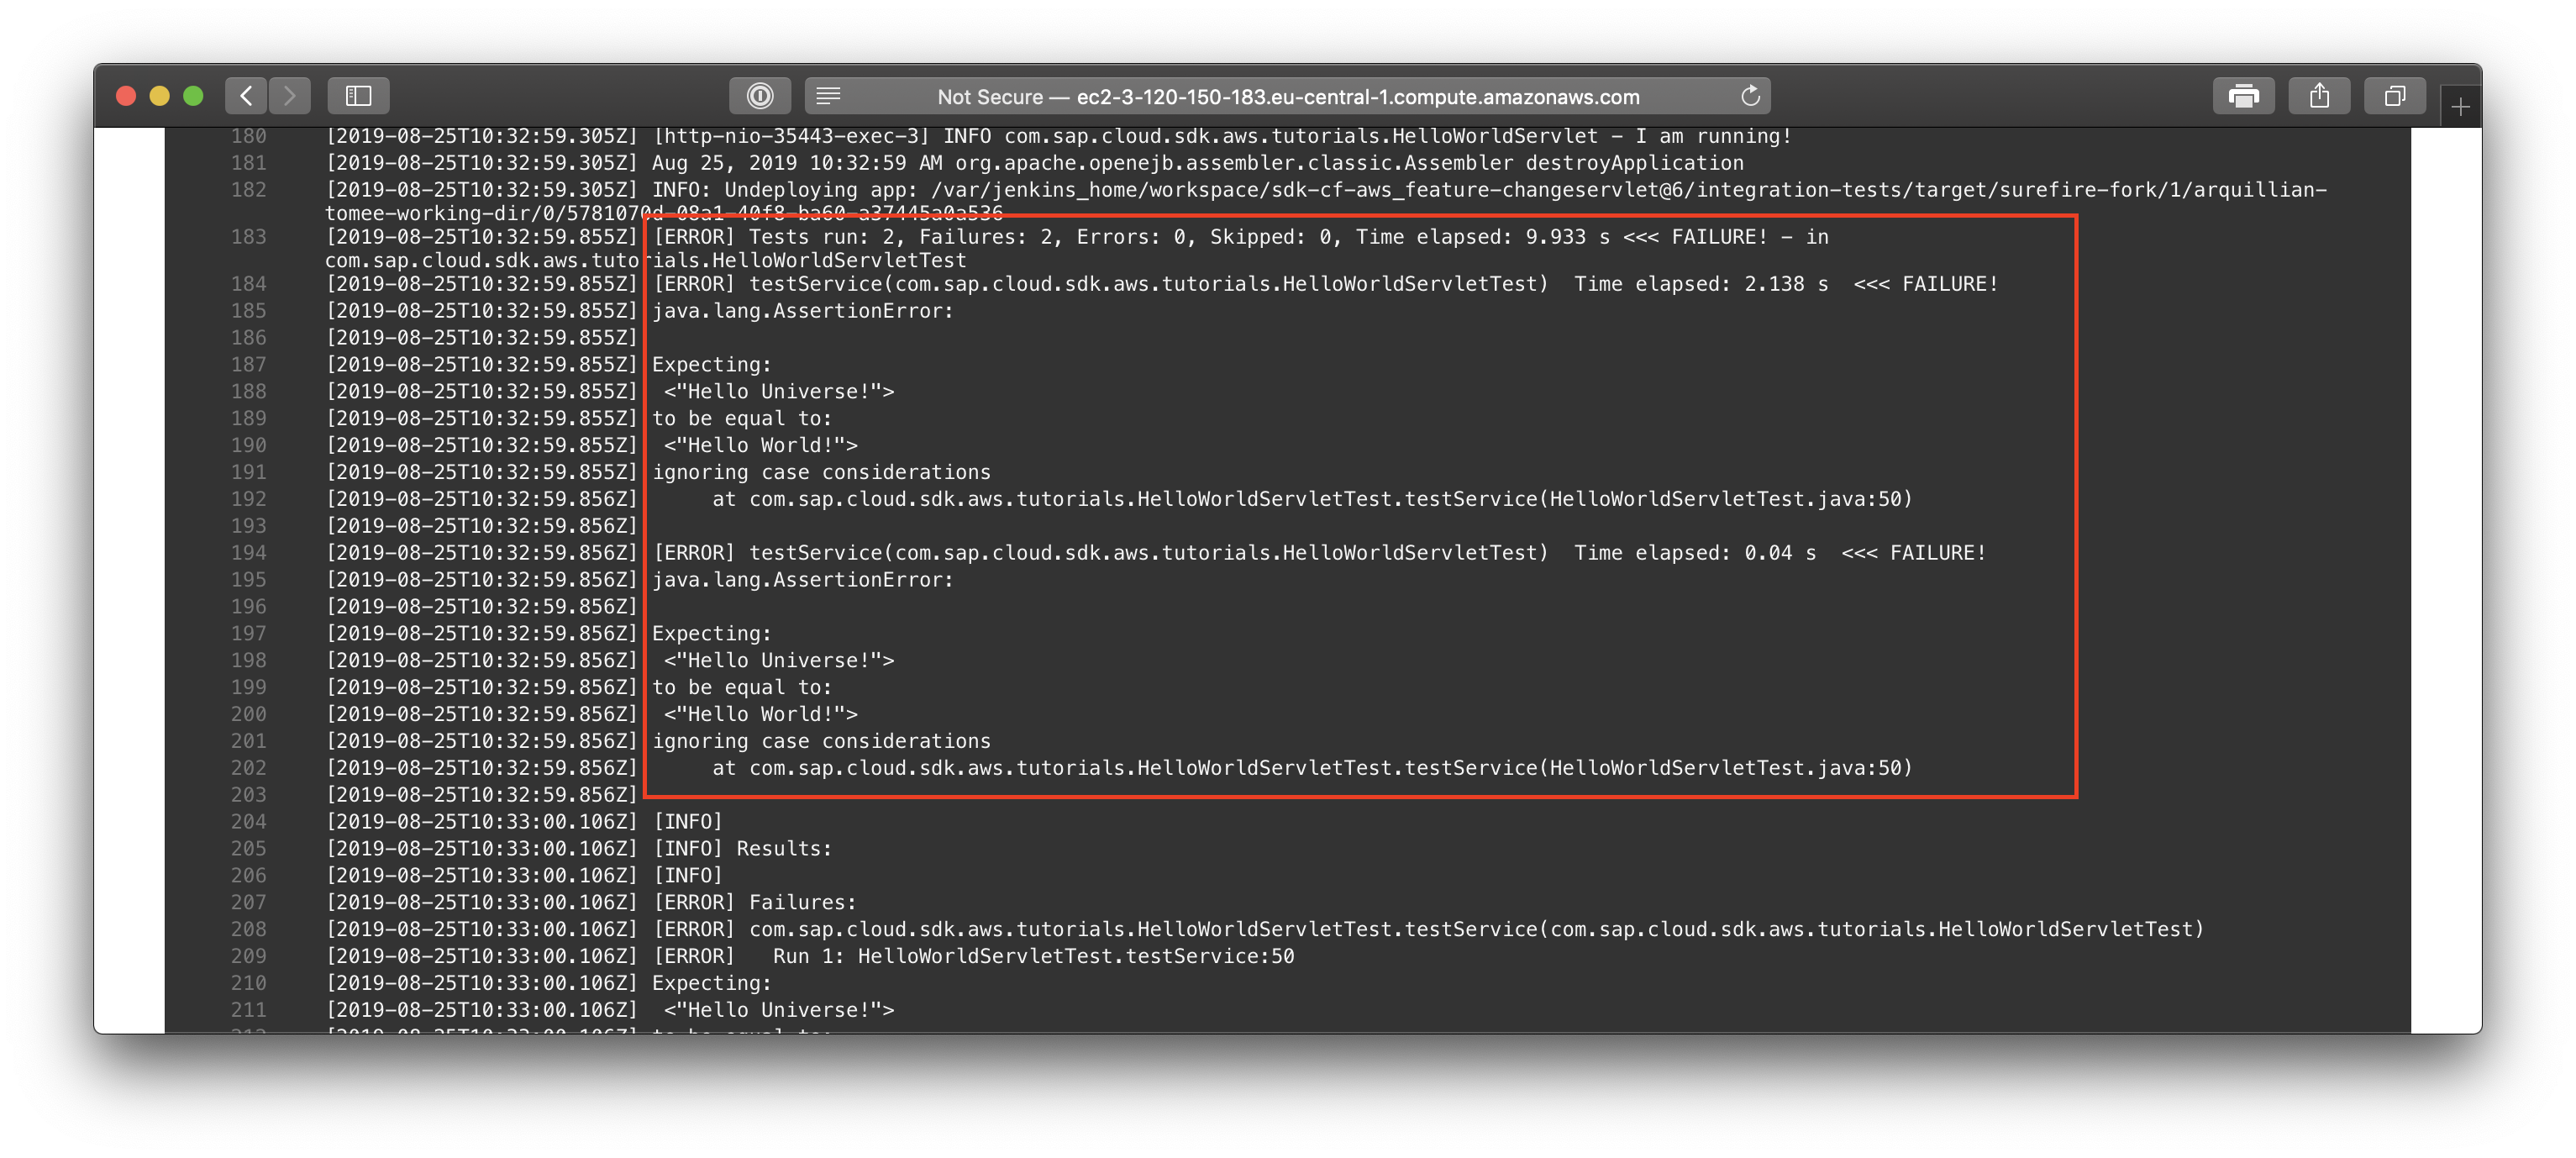 Not Secure — ec2-3-120-150-183.eu-central-1.compute.amazonaws.com
180 [2019-08-25T10:32:59.305Z] [http-nio-35443-exec-3] INFO com.sap.cloud.sdk.aws.tutorials.HelloWorldServlet - I am running!
181 [2019-08-25T10:32:59.305Z] Aug 25, 2019 10:32:59 AM org.apache.openejb.assembler.classic.Assembler destroyApplication
182 [2019-08-25T10:32:59.305Z] INFO: Undeploying app: /var/jenkins_home/workspace/sdk-cf-aws_feature-changeservlet@6/integration-tests/target/surefire-fork/1/arquillian-
tomee-working-dir/0/5781070d-08a1-40f8-ba60-a37445a0a536
183 [2019-08-25T10:32:59.855Z] [ERROR] Tests run: 2, Failures: 2, Errors: 0, Skipped: 0, Time elapsed: 9.933 s <<< FAILURE! - in
com.sap.cloud.sdk.aws.tutorials.HelloWorldServletTest
184 [2019-08-25T10:32:59.855Z] [ERROR] testService(com.sap.cloud.sdk.aws.tutorials.HelloWorldServletTest)  Time elapsed: 2.138 s  <<< FAILURE!
185 [2019-08-25T10:32:59.855Z] java.lang.AssertionError:
186 [2019-08-25T10:32:59.855Z]
187 [2019-08-25T10:32:59.855Z] Expecting:
188 [2019-08-25T10:32:59.855Z]  <"Hello Universe!">
189 [2019-08-25T10:32:59.855Z] to be equal to:
190 [2019-08-25T10:32:59.855Z]  <"Hello World!">
191 [2019-08-25T10:32:59.855Z] ignoring case considerations
192 [2019-08-25T10:32:59.856Z]     at com.sap.cloud.sdk.aws.tutorials.HelloWorldServletTest.testService(HelloWorldServletTest.java:50)
193 [2019-08-25T10:32:59.856Z]
194 [2019-08-25T10:32:59.856Z] [ERROR] testService(com.sap.cloud.sdk.aws.tutorials.HelloWorldServletTest)  Time elapsed: 0.04 s  <<< FAILURE!
195 [2019-08-25T10:32:59.856Z] java.lang.AssertionError:
196 [2019-08-25T10:32:59.856Z]
197 [2019-08-25T10:32:59.856Z] Expecting:
198 [2019-08-25T10:32:59.856Z]  <"Hello Universe!">
199 [2019-08-25T10:32:59.856Z] to be equal to:
200 [2019-08-25T10:32:59.856Z]  <"Hello World!">
201 [2019-08-25T10:32:59.856Z] ignoring case considerations
202 [2019-08-25T10:32:59.856Z]     at com.sap.cloud.sdk.aws.tutorials.HelloWorldServletTest.testService(HelloWorldServletTest.java:50)
203 [2019-08-25T10:32:59.856Z]
204 [2019-08-25T10:33:00.106Z] [INFO]
205 [2019-08-25T10:33:00.106Z] [INFO] Results:
206 [2019-08-25T10:33:00.106Z] [INFO]
207 [2019-08-25T10:33:00.106Z] [ERROR] Failures:
208 [2019-08-25T10:33:00.106Z] [ERROR] com.sap.cloud.sdk.aws.tutorials.HelloWorldServletTest.testService(com.sap.cloud.sdk.aws.tutorials.HelloWorldServletTest)
209 [2019-08-25T10:33:00.106Z] [ERROR]   Run 1: HelloWorldServletTest.testService:50
210 [2019-08-25T10:33:00.106Z] Expecting:
211 [2019-08-25T10:33:00.106Z]  <"Hello Universe!">